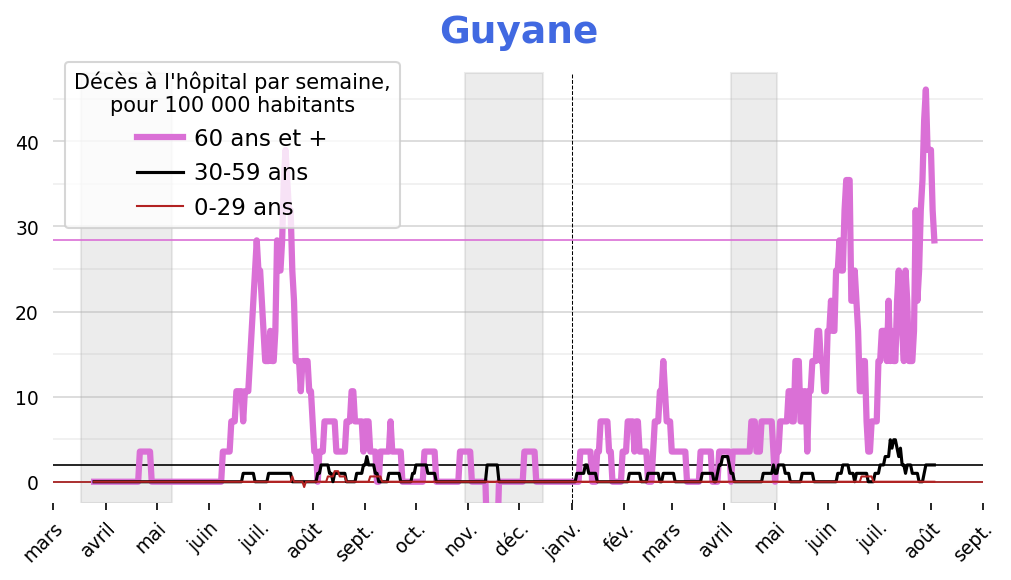 Guyane
Décès à l'hôpital par semaine,
pour 100 000 habitants
60 ans et +
30-59 ans
0-29 ans
40
30
20
10
0
mars avril mai juin juil. août sept. oct. nov. déc. janv. fév. mars avril mai juin juil. août sept.